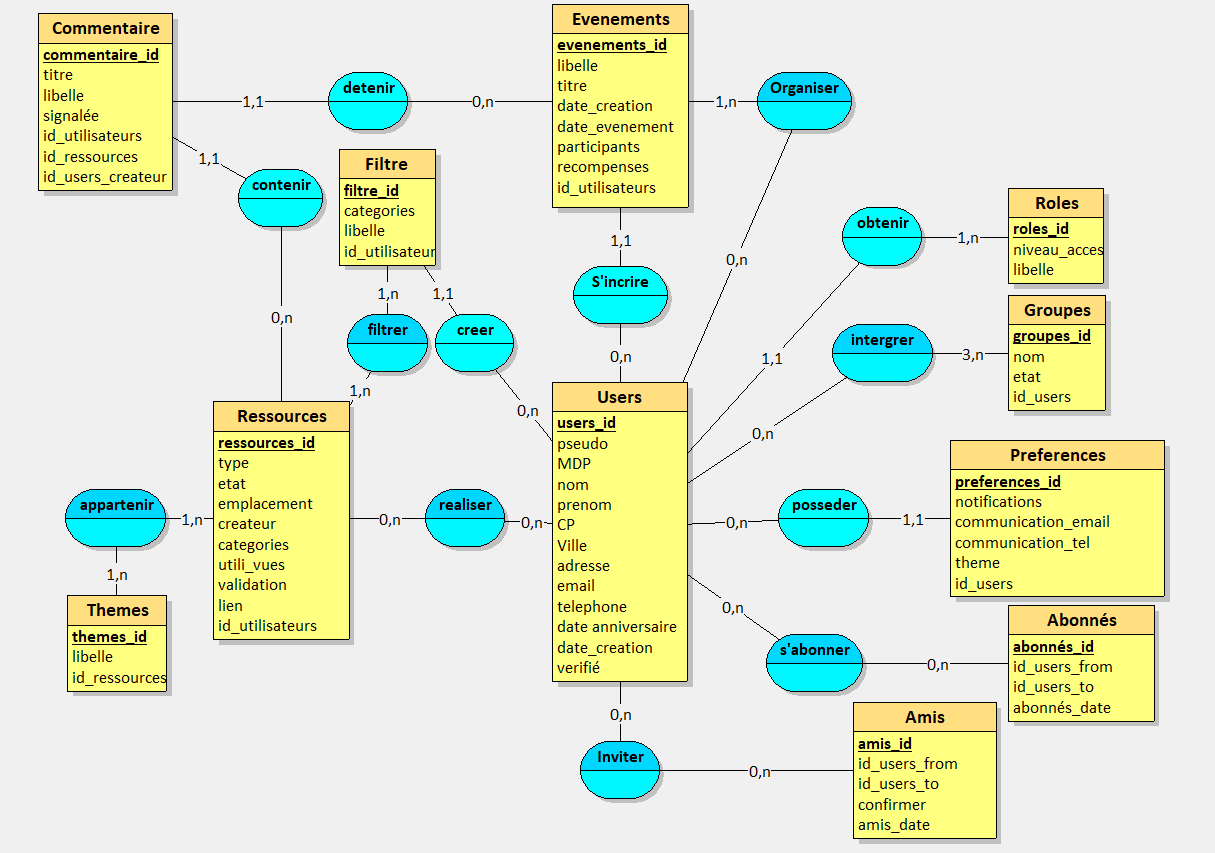 Commentaire
commentaire_id
titre
libelle
signalée
id_utilisateurs
id_ressources
id_users_createur
1,1
detenir
0,n
Evenements
evenements_id
libelle
titre
date_creation
date_evenement
participants
recompenses
id_utilisateurs
1,n
Organiser
0,n
1,1
contenir
0,n
Filtre
filtre_id
categories
libelle
id_utilisateur
1,n
filtrer
1,n
1,1
creer
0,n
1,1
S'incrire
0,n
Roles
roles_id
niveau_acces
libelle
obtenir
1,n
1,1
Groupes
groupes_id
nom
etat
id_users
intergrer
3,n
0,n
Ressources
ressources_id
type
etat
emplacement
createur
categories
utili_vues
validation
lien
id_utilisateurs
appartenir
1,n
1,n
Themes
themes_id
libelle
id_ressources
0,n
realiser
0,n
Users
users_id
pseudo
MDP
nom
prenom
CP
Ville
adresse
email
telephone
date anniversaire
date_creation
verifié
0,n
posseder
1,1
Preferences
preferences_id
notifications
communication_email
communication_tel
theme
id_users
0,n
s'abonner
0,n
Abonnés
abonnés_id
id_users_from
id_users_to
abonnés_date
0,n
Inviter
0,n
Amis
amis_id
id_users_from
id_users_to
confirmer
amis_date